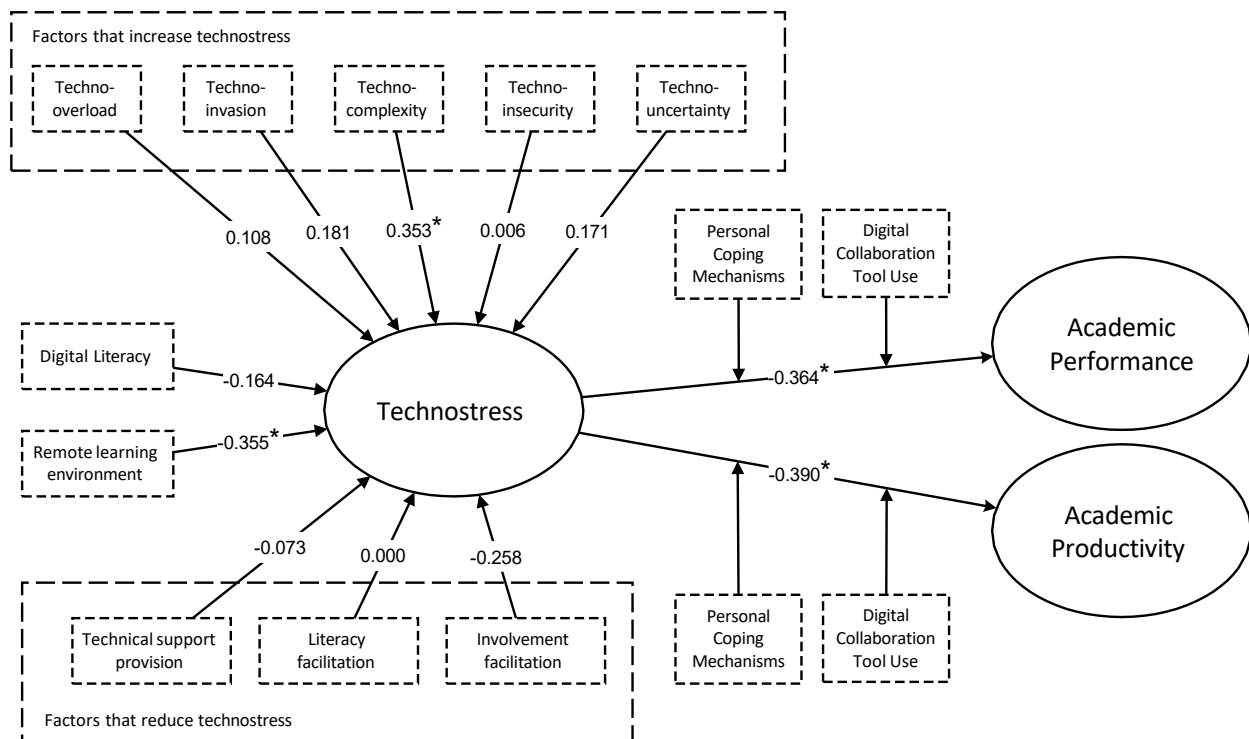 Factors that increase technostress
Techno-
overload
Techno-
invasion
Techno-
complexity
Techno-
insecurity
Techno-
uncertainty
0.108
0.181
0.353*
0.006
0.171
Personal
Coping
Mechanisms
Digital
Collaboration
Tool Use
Digital Literacy
-0.164
Remote learning
environment
-0.355*
Technostress
-0.364*
Academic
Performance
-0.390*
Academic
Productivity
-0.073
0.000
-0.258
Technical support
provision
Literacy
facilitation
Involvement
facilitation
Factors that reduce technostress
Personal
Coping
Mechanisms
Digital
Collaboration
Tool Use